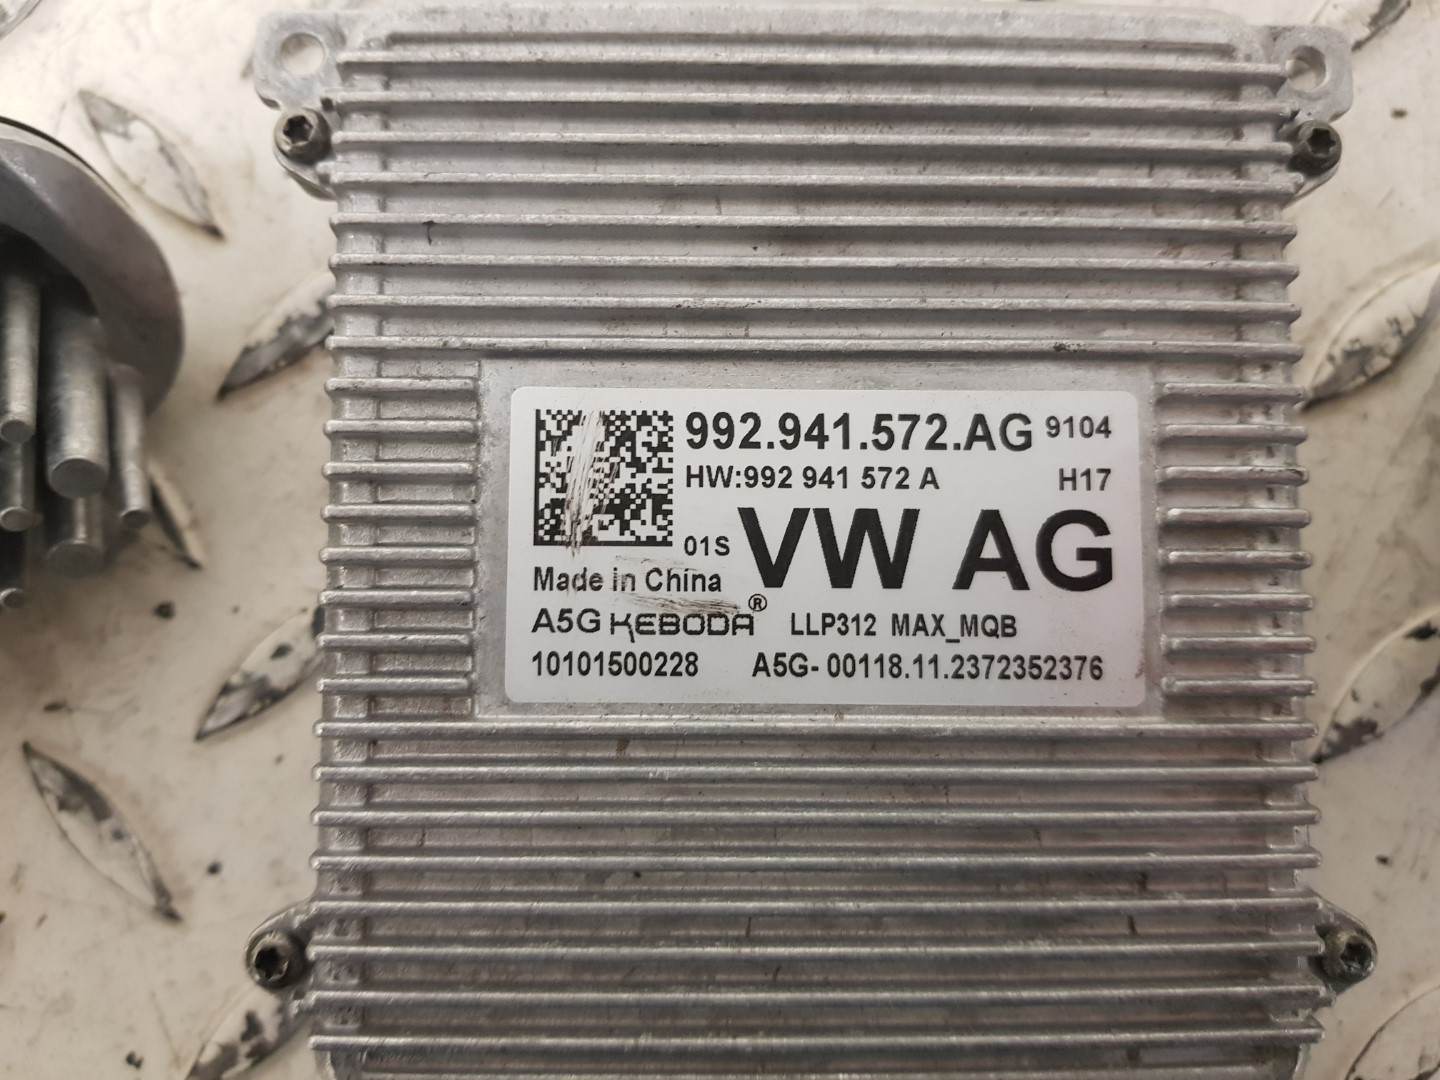 992.941.572.AG 9104
HW:992 941 572 A H17
01S VW AG
Made in China
A5G KEBODA® LLP312 MAX_MQB
10101500228 A5G-00118.11.2372352376